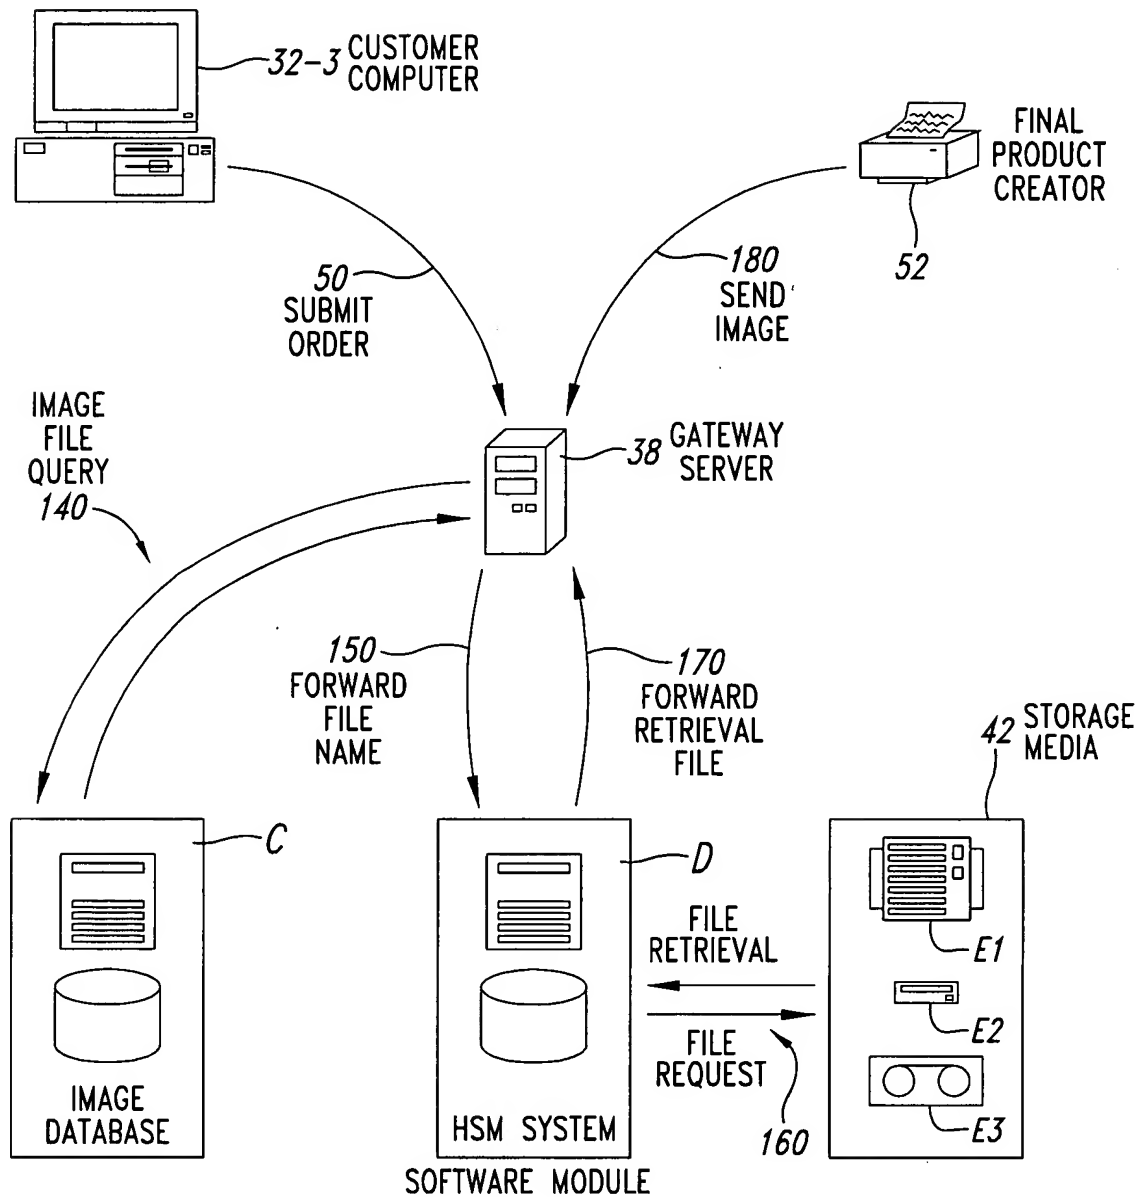 32-3 CUSTOMER
COMPUTER
FINAL
PRODUCT
CREATOR
52
50
SUBMIT
ORDER
180
SEND
IMAGE
IMAGE
FILE
QUERY
140
38 GATEWAY
SERVER
150
FORWARD
FILE
NAME
170
FORWARD
RETRIEVAL
FILE
42 STORAGE
MEDIA
C
D
FILE
RETRIEVAL
FILE
REQUEST
160
E1
E2
E3
IMAGE
DATABASE
HSM SYSTEM
SOFTWARE MODULE